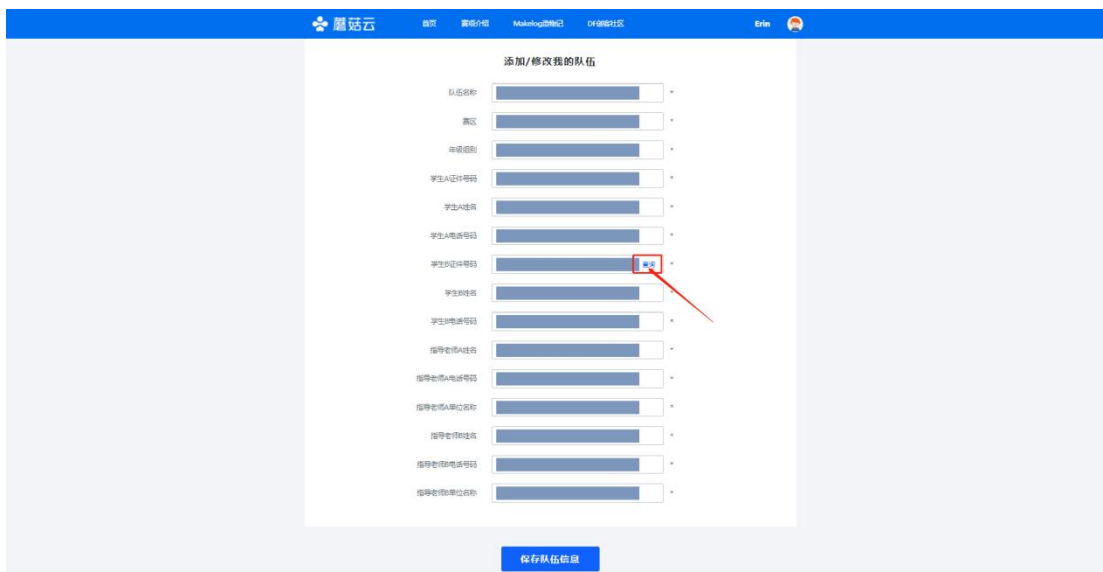 蘑菇云 首页 赛级介绍 Makelog造物记 DF创客社区 Erin
添加/修改我的队伍
队伍名称 *
赛区 *
年级组别 *
学生A证件号码 *
学生A姓名 *
学生A电话号码 *
学生B证件号码 查询 *
学生B姓名 *
学生B电话号码 *
指导老师A姓名 *
指导老师A电话号码 *
指导老师A单位名称 *
指导老师B姓名 *
指导老师B电话号码 *
指导老师B单位名称 *
保存队伍信息